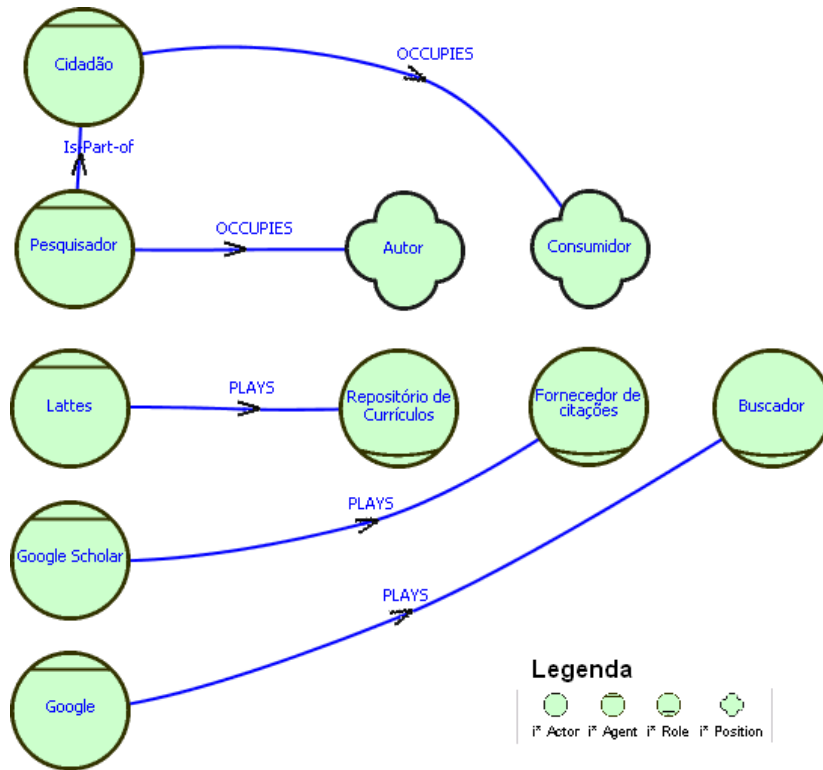 Cidadão
OCCUPIES
Is-Part-of
Pesquisador
OCCUPIES
Autor
Consumidor
Lattes
PLAYS
Repositório de
Currículos
Fornecedor de
citações
Buscador
Google Scholar
PLAYS
Google
PLAYS
Legenda
i* Actor i* Agent i* Role i* Position